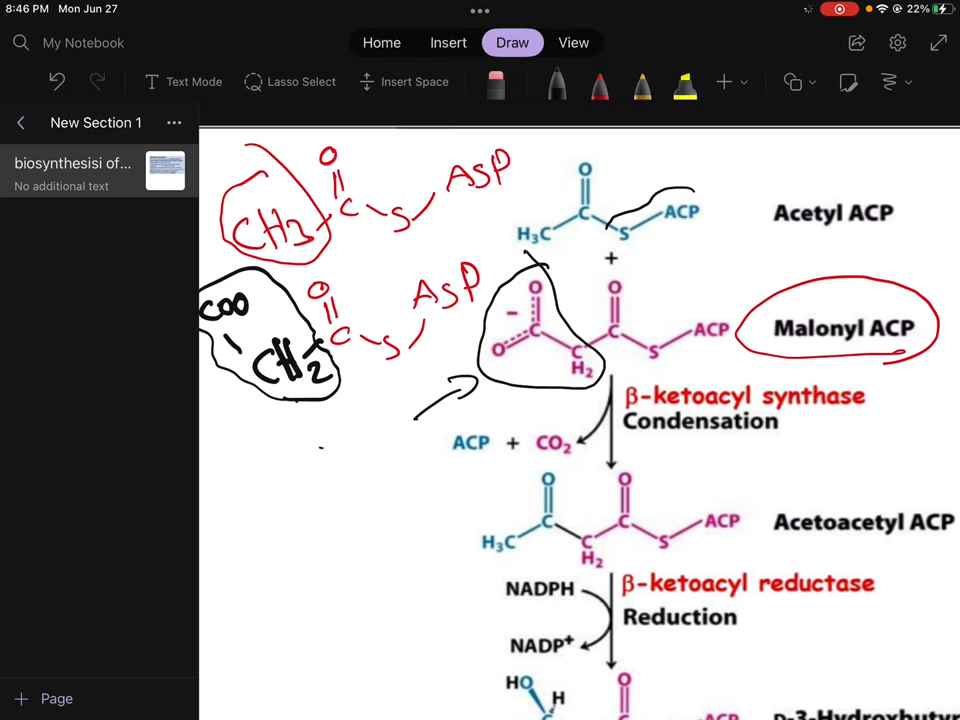 8:46 PM Mon Jun 27
22%
My Notebook
Home Insert Draw View
Text Mode Lasso Select Insert Space
New Section 1
biosynthesisi of...
No additional text
Page
O
CH3 C S ASP
COO
CH2
O
C S ASP
O
C
H₃C S ACP
Acetyl ACP
+
O O
− C C ACP
O C S
H₂
Malonyl ACP
β-ketoacyl synthase
Condensation
ACP + CO₂
O O
C C ACP
H₃C C S
H₂
Acetoacetyl ACP
NADPH
β-ketoacyl reductase
Reduction
NADP⁺
HO H O
C C ACP
D-3-Hydroxybutyr